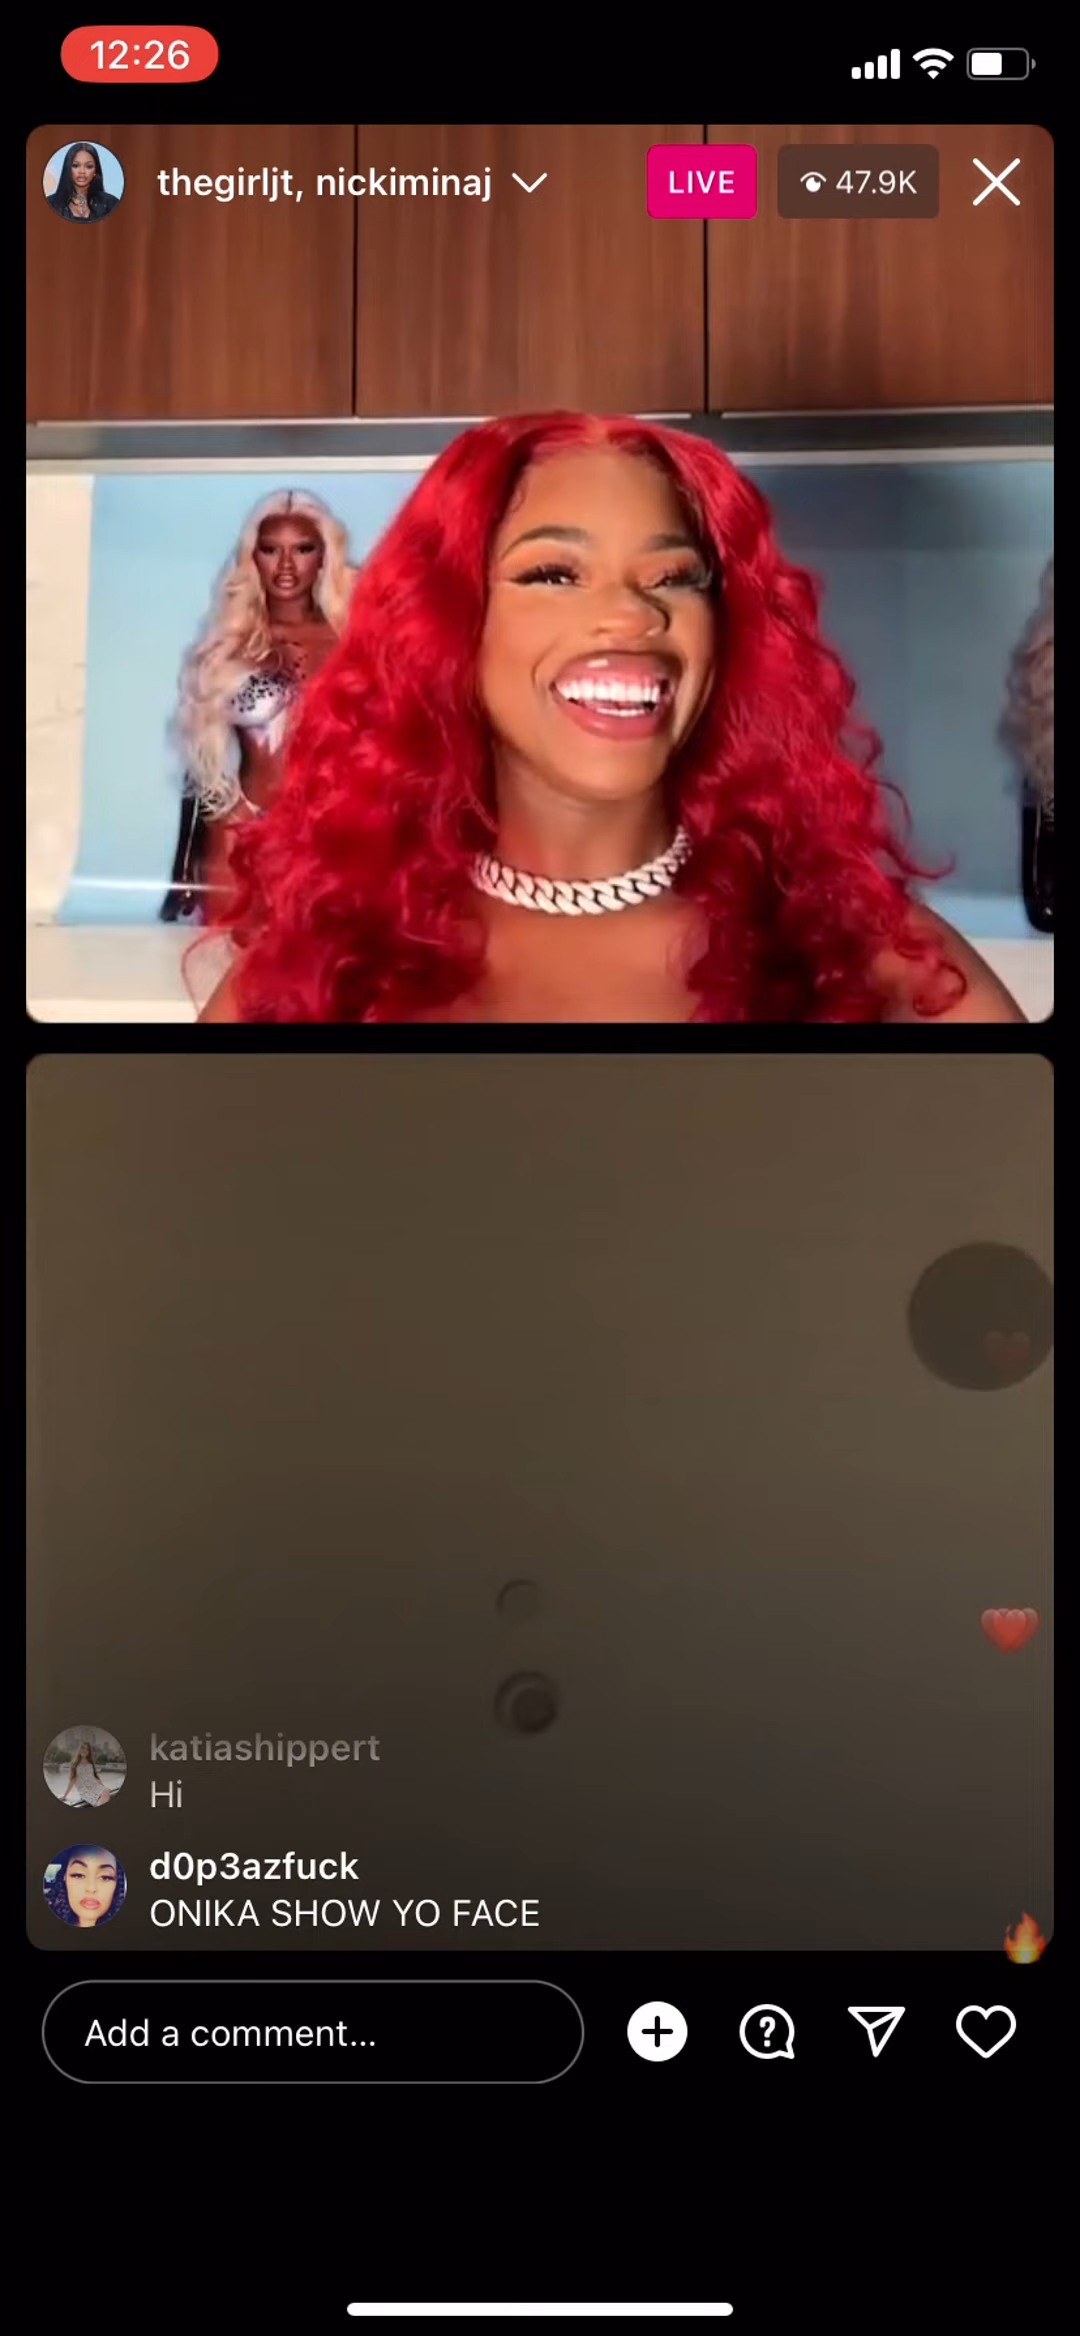 12:26
thegirljt, nickiminaj
LIVE
47.9K
katiashippert
Hi
d0p3azfuck
ONIKA SHOW YO FACE
Add a comment...